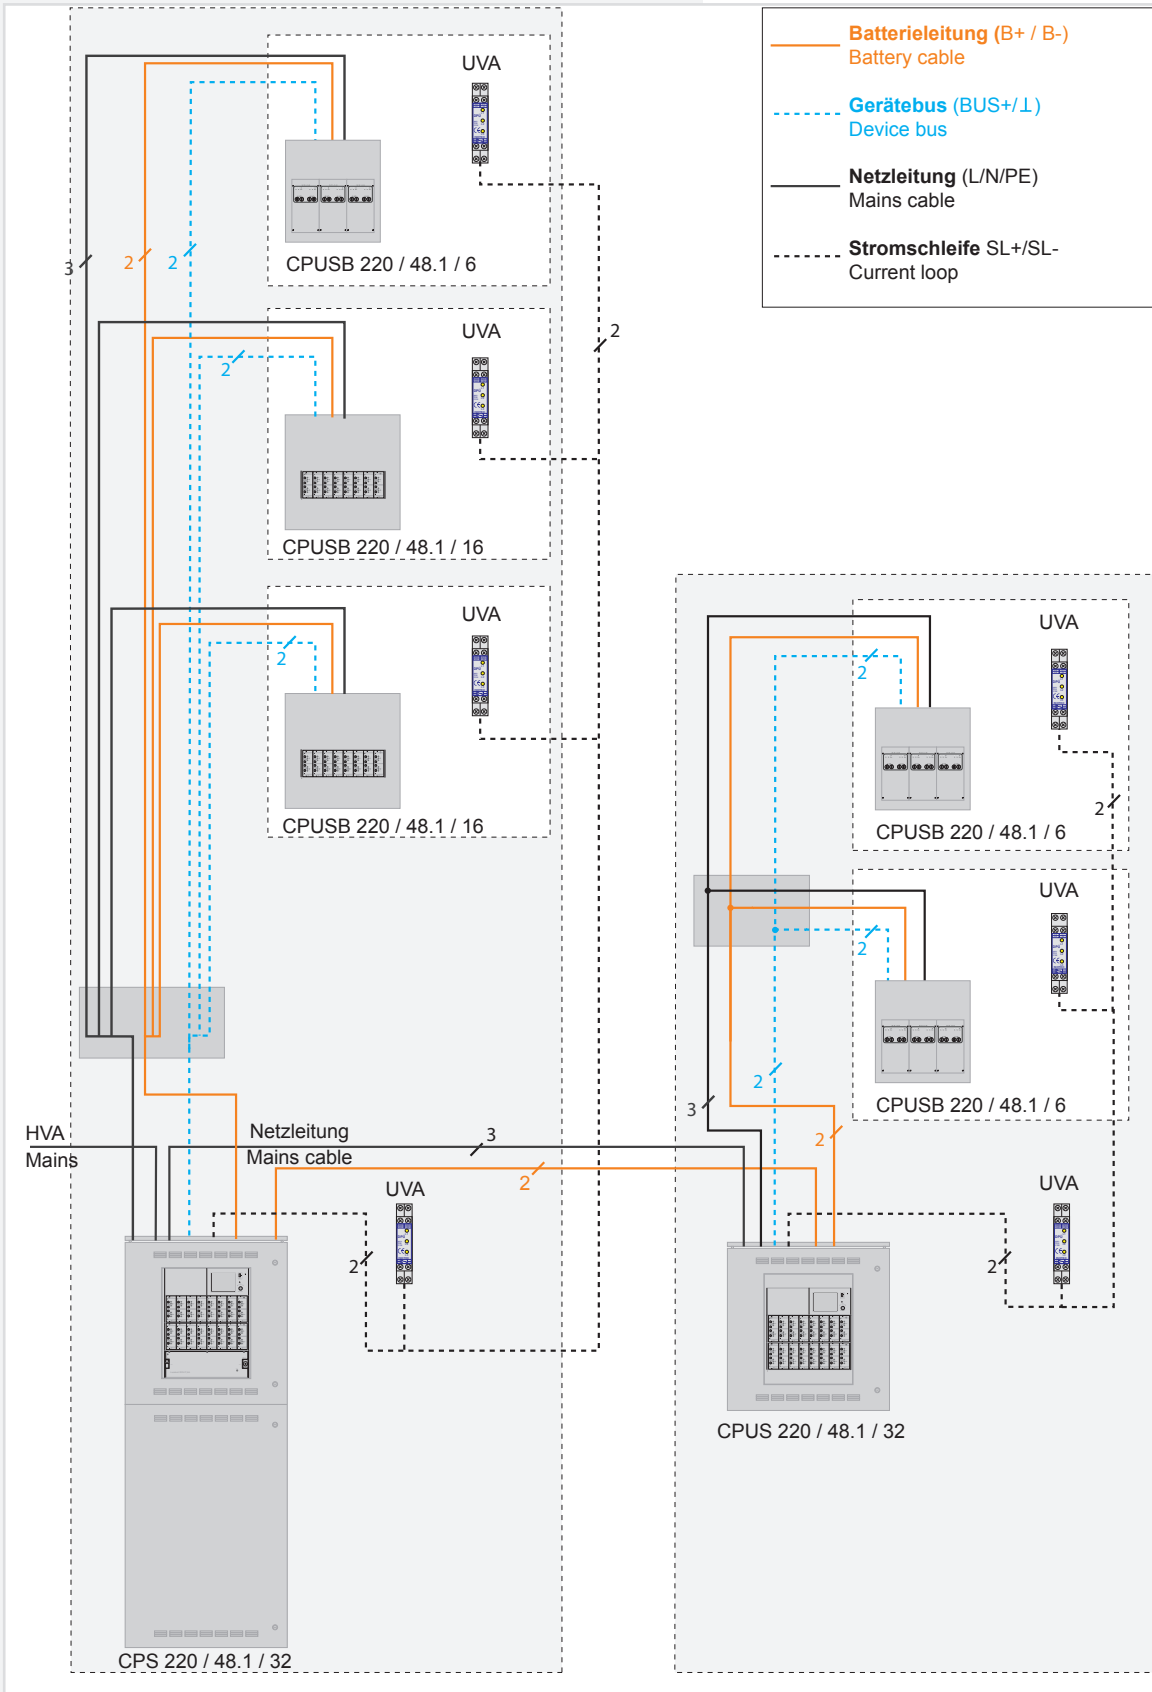 Batterieleitung (B+ / B-)
Battery cable
Gerätebus (BUS+/⊥)
Device bus
Netzleitung (L/N/PE)
Mains cable
Stromschleife SL+/SL-
Current loop
UVA
3
2
2
CPUSB 220 / 48.1 / 6
UVA
2
2
CPUSB 220 / 48.1 / 16
UVA
2
CPUSB 220 / 48.1 / 16
UVA
2
2
CPUSB 220 / 48.1 / 6
UVA
2
2
3
CPUSB 220 / 48.1 / 6
2
HVA
Mains
Netzleitung
Mains cable
3
2
UVA
2
UVA
2
CPUS 220 / 48.1 / 32
CPS 220 / 48.1 / 32